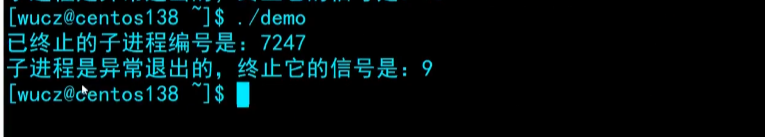 [wucz@centos138 ~]$ ./demo
已终止的子进程编号是：7247
子进程是异常退出的，终止它的信号是：9
[wucz@centos138 ~]$